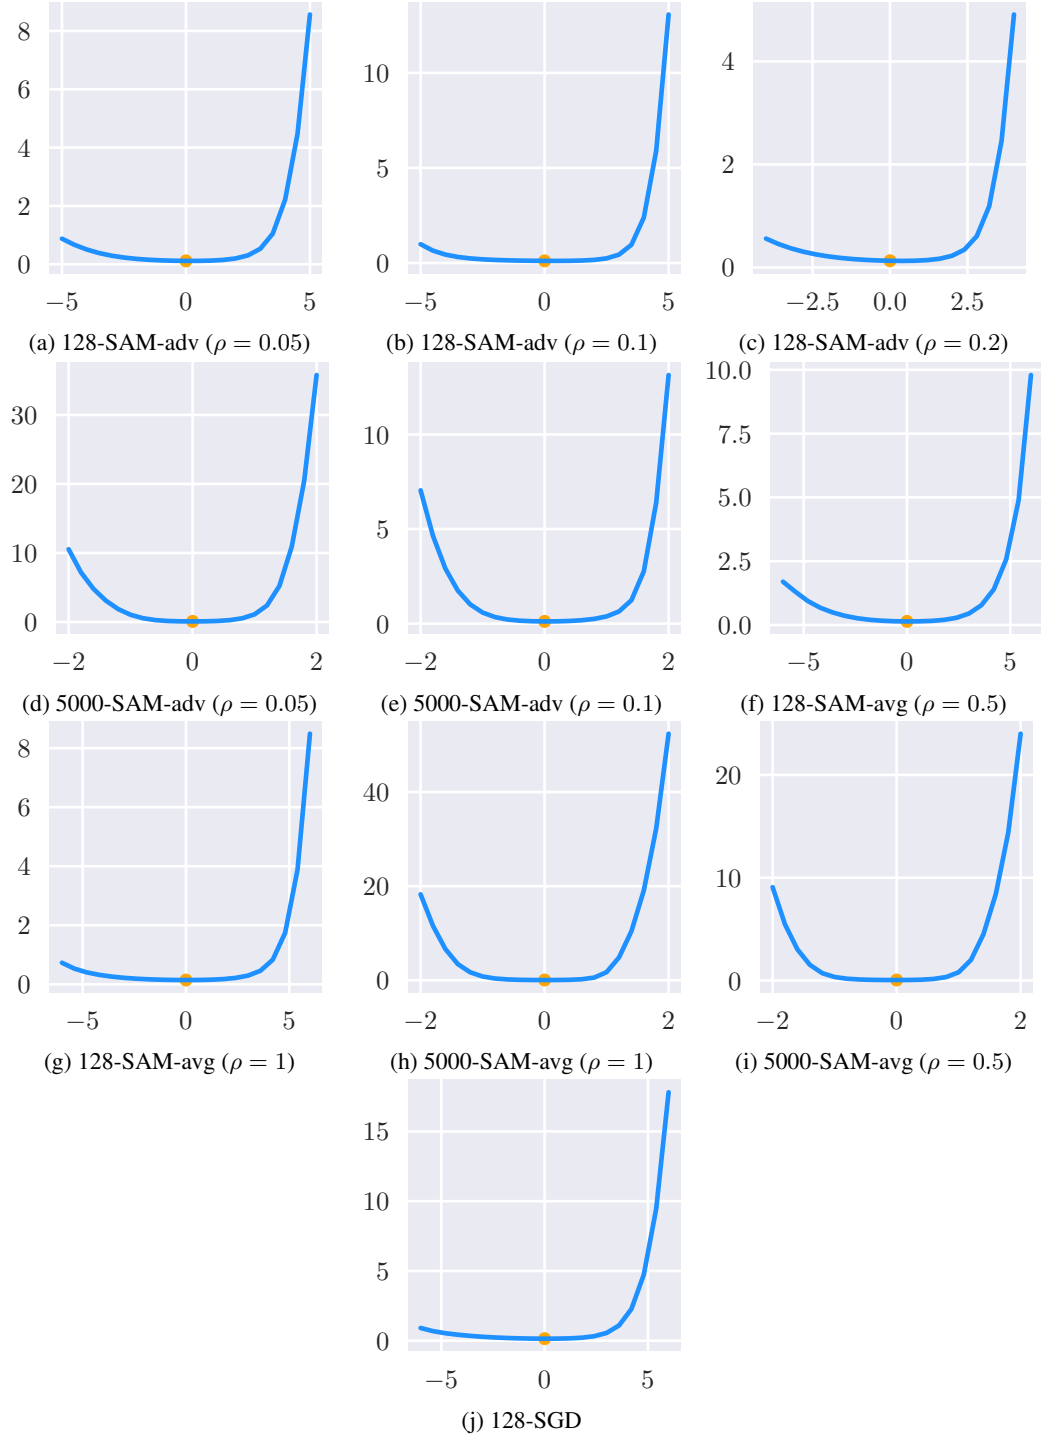 8
6
4
2
0
−5 0 5
(a) 128-SAM-adv (ρ = 0.05)
10
5
0
−5 0 5
(b) 128-SAM-adv (ρ = 0.1)
4
2
0
−2.5 0.0 2.5
(c) 128-SAM-adv (ρ = 0.2)
30
20
10
0
−2 0 2
(d) 5000-SAM-adv (ρ = 0.05)
10
5
0
−2 0 2
(e) 5000-SAM-adv (ρ = 0.1)
10.0
7.5
5.0
2.5
0.0
−5 0 5
(f) 128-SAM-avg (ρ = 0.5)
8
6
4
2
0
−5 0 5
(g) 128-SAM-avg (ρ = 1)
40
20
0
−2 0 2
(h) 5000-SAM-avg (ρ = 1)
20
10
0
−2 0 2
(i) 5000-SAM-avg (ρ = 0.5)
15
10
5
0
−5 0 5
(j) 128-SGD